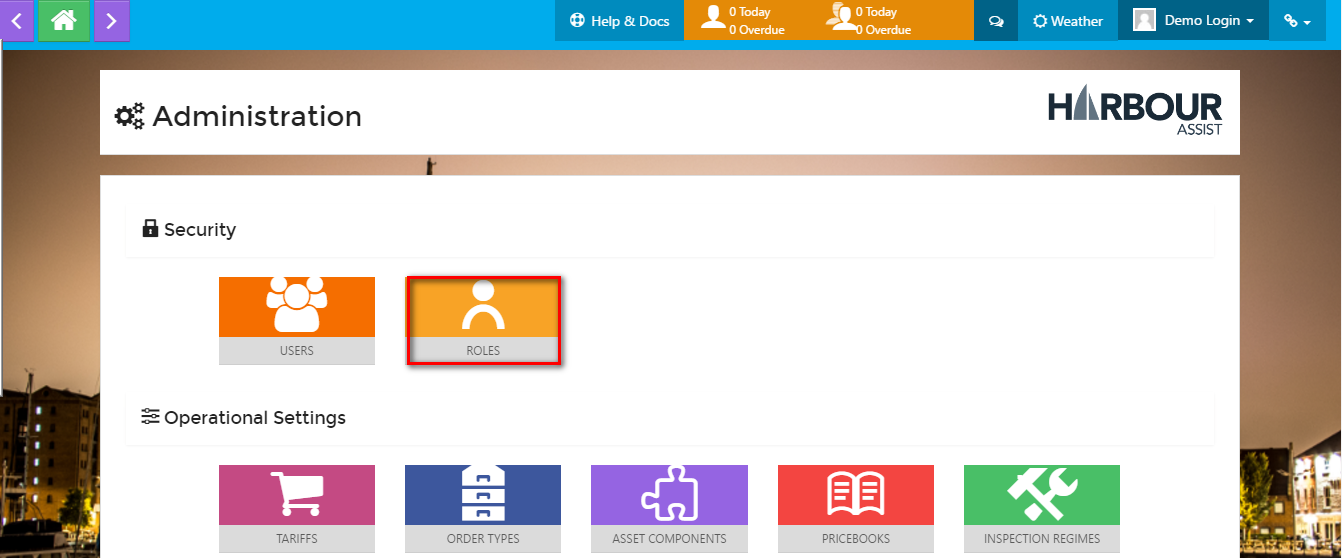 Help & Docs
0 Today
0 Overdue
0 Today
0 Overdue
Weather
Demo Login
Administration
HARBOUR
ASSIST
Security
USERS
ROLES
Operational Settings
TARIFFS
ORDER TYPES
ASSET COMPONENTS
PRICEBOOKS
INSPECTION REGIMES